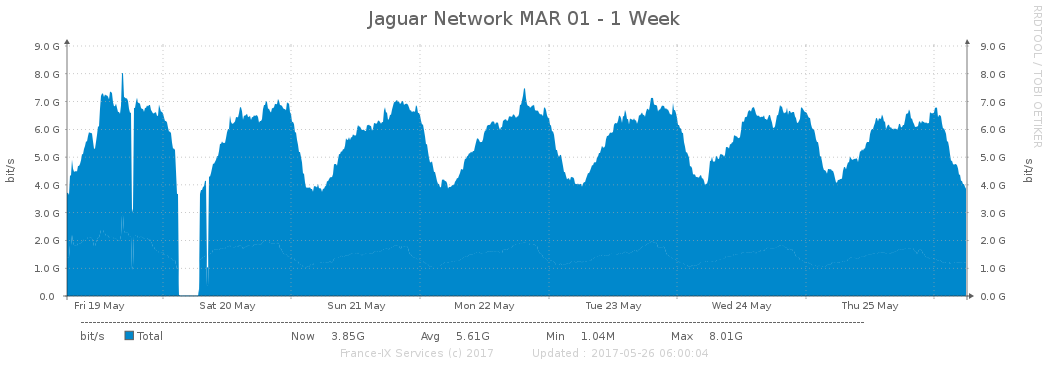 Jaguar Network MAR 01 - 1 Week
RRDTOOL / TOBI OETIKER
bit/s
9.0 G 9.0 G
8.0 G 8.0 G
7.0 G 7.0 G
6.0 G 6.0 G
5.0 G 5.0 G
4.0 G 4.0 G
3.0 G 3.0 G
2.0 G 2.0 G
1.0 G 1.0 G
0.0 0.0 G
bit/s
Fri 19 May Sat 20 May Sun 21 May Mon 22 May Tue 23 May Wed 24 May Thu 25 May
bit/s Total Now 3.85G Avg 5.61G Min 1.04M Max 8.01G
France-IX Services (c) 2017 Updated : 2017-05-26 06:00:04